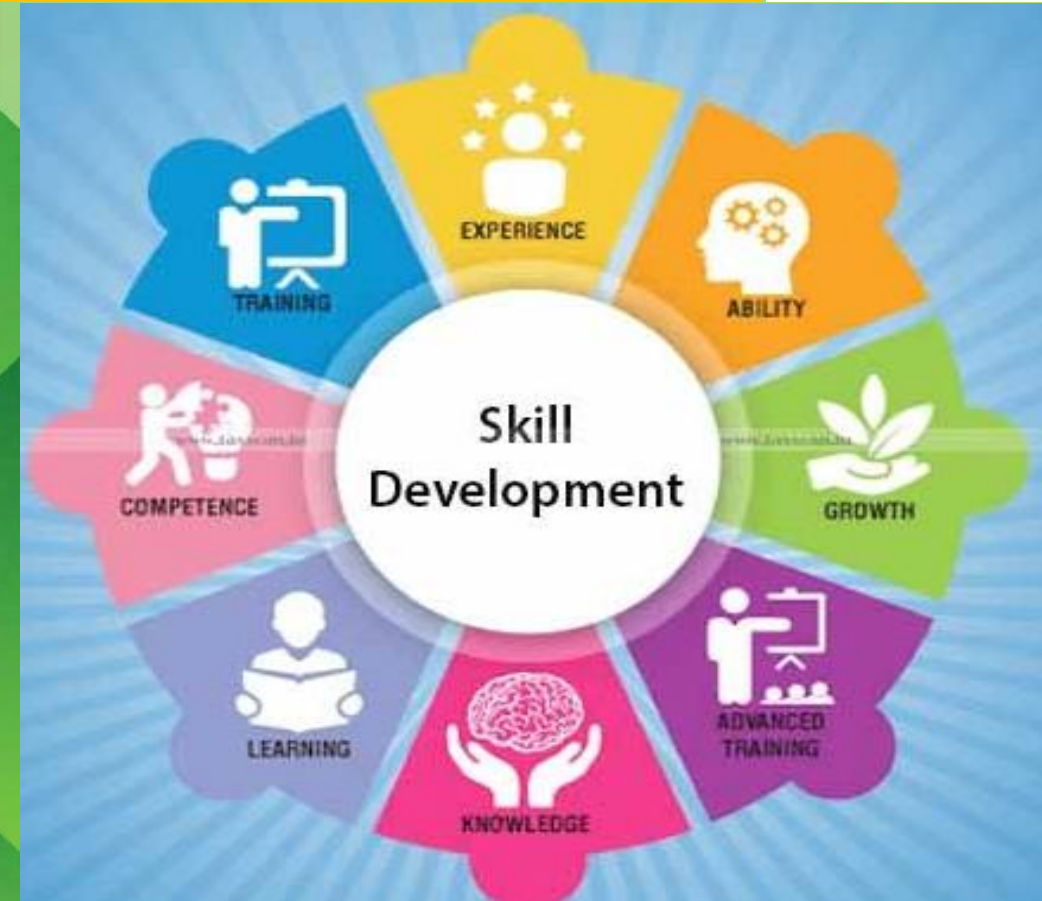 EXPERIENCE
TRAINING
ABILITY
Skill
Development
COMPETENCE
GROWTH
LEARNING
ADVANCED
TRAINING
KNOWLEDGE